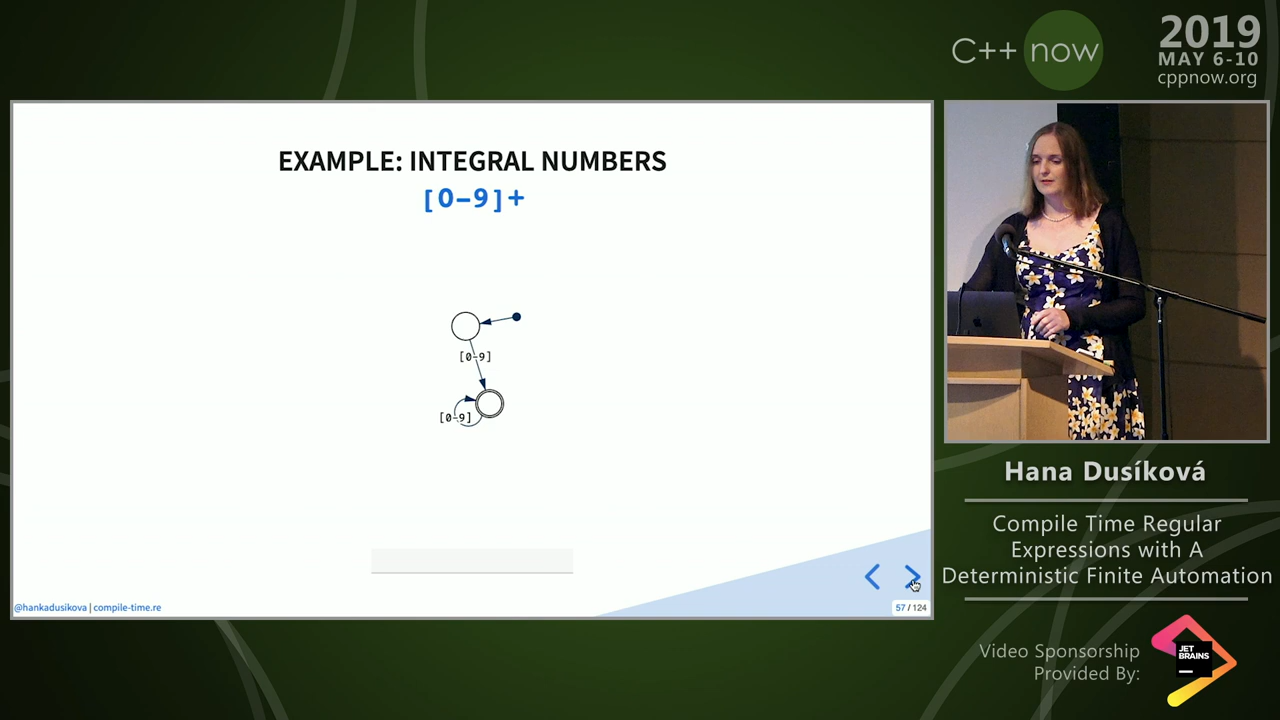 C++ now
2019
MAY 6-10
cppnow.org
EXAMPLE: INTEGRAL NUMBERS
[0-9]+
[0-9]
[0-9]
@hankadusikova | compile-time.re
57 / 124
Hana Dusíková
Compile Time Regular
Expressions with A
Deterministic Finite Automation
Video Sponsorship
Provided By:
JET
BRAINS